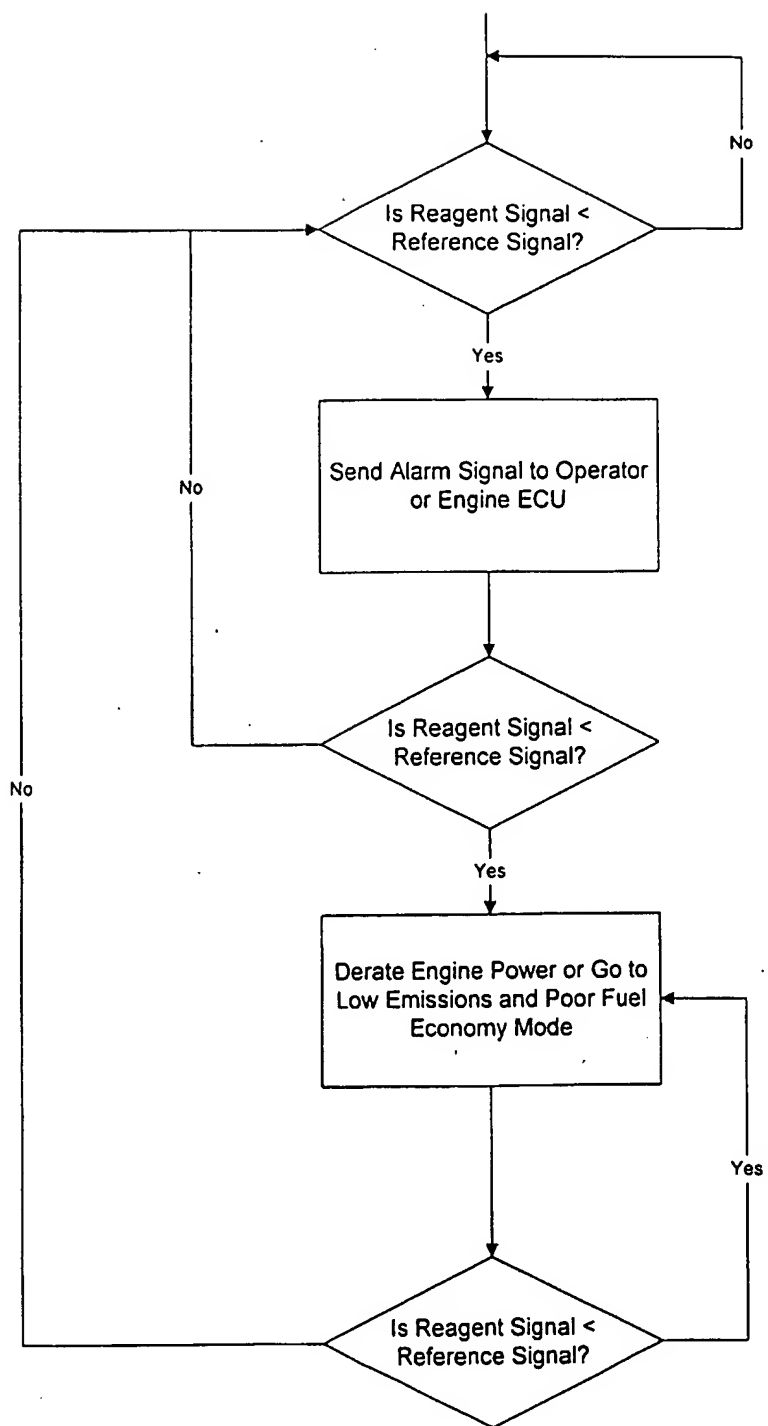 No
Is Reagent Signal <
Reference Signal?
Yes
Send Alarm Signal to Operator
or Engine ECU
No
Is Reagent Signal <
Reference Signal?
No
Yes
Derate Engine Power or Go to
Low Emissions and Poor Fuel
Economy Mode
Yes
Is Reagent Signal <
Reference Signal?